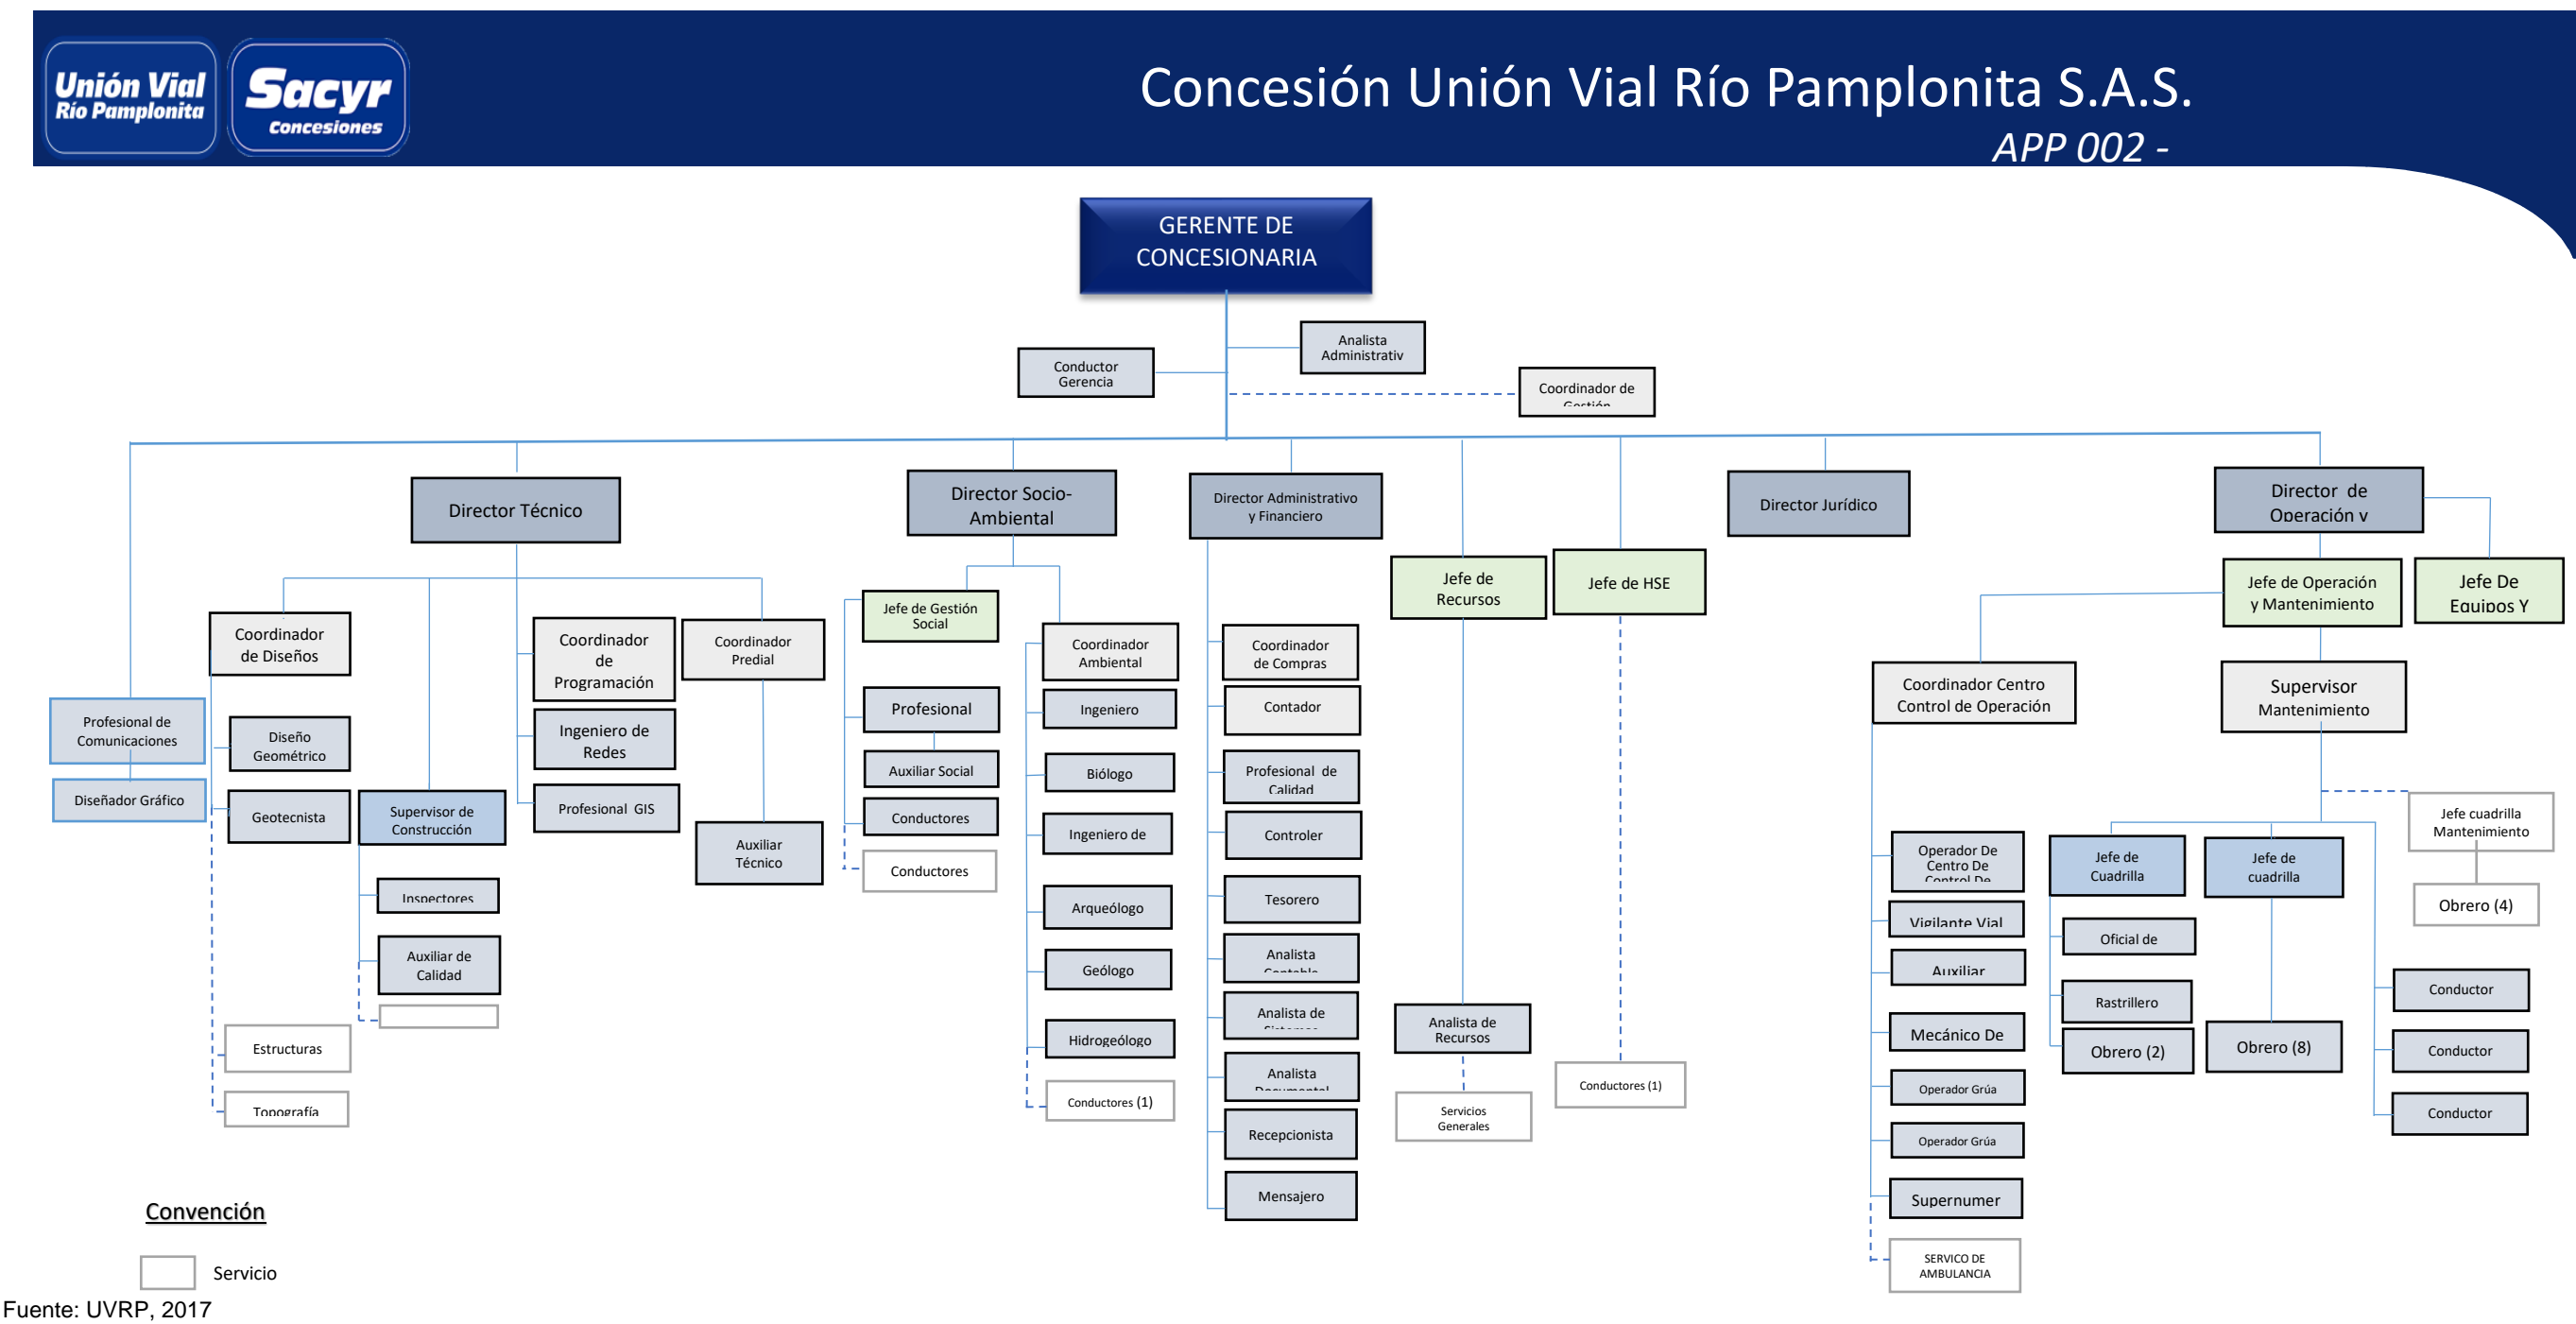 Unión Vial
Río Pamplonita
Sacyr
Concesiones
Concesión Unión Vial Río Pamplonita S.A.S.
APP 002 -
GERENTE DE
CONCESIONARIA
Analista
Administrativ
Conductor
Gerencia
Coordinador de
Gestión
Director Técnico
Director Socio-
Ambiental
Director Administrativo
y Financiero
Director Jurídico
Director de
Operación y
Jefe de
Recursos
Jefe de HSE
Jefe de Operación
y Mantenimiento
Jefe De
Equipos Y
Coordinador
de Diseños
Coordinador
de
Programación
Coordinador
Predial
Jefe de Gestión
Social
Coordinador
Ambiental
Coordinador
de Compras
Coordinador Centro
Control de Operación
Supervisor
Mantenimiento
Profesional de
Comunicaciones
Diseñador Gráfico
Diseño
Geométrico
Geotecnista
Estructuras
Topografía
Supervisor de
Construcción
Inspectores
Auxiliar de
Calidad
Ingeniero de
Redes
Profesional GIS
Auxiliar
Técnico
Profesional
Auxiliar Social
Conductores
Conductores
Ingeniero
Biólogo
Ingeniero de
Arqueólogo
Geólogo
Hidrogeólogo
Conductores (1)
Contador
Profesional de
Calidad
Controler
Tesorero
Analista
Contable
Analista de
Sistemas
Analista
Documental
Recepcionista
Mensajero
Analista de
Recursos
Servicios
Generales
Conductores (1)
Operador De
Centro De
Control De
Vigilante Vial
Auxiliar
Mecánico De
Operador Grúa
Operador Grúa
Supernumer
SERVICO DE
AMBULANCIA
Jefe de
Cuadrilla
Oficial de
Rastrillero
Obrero (2)
Jefe de
cuadrilla
Obrero (8)
Jefe cuadrilla
Mantenimiento
Obrero (4)
Conductor
Conductor
Conductor
Convención
Servicio
Fuente: UVRP, 2017